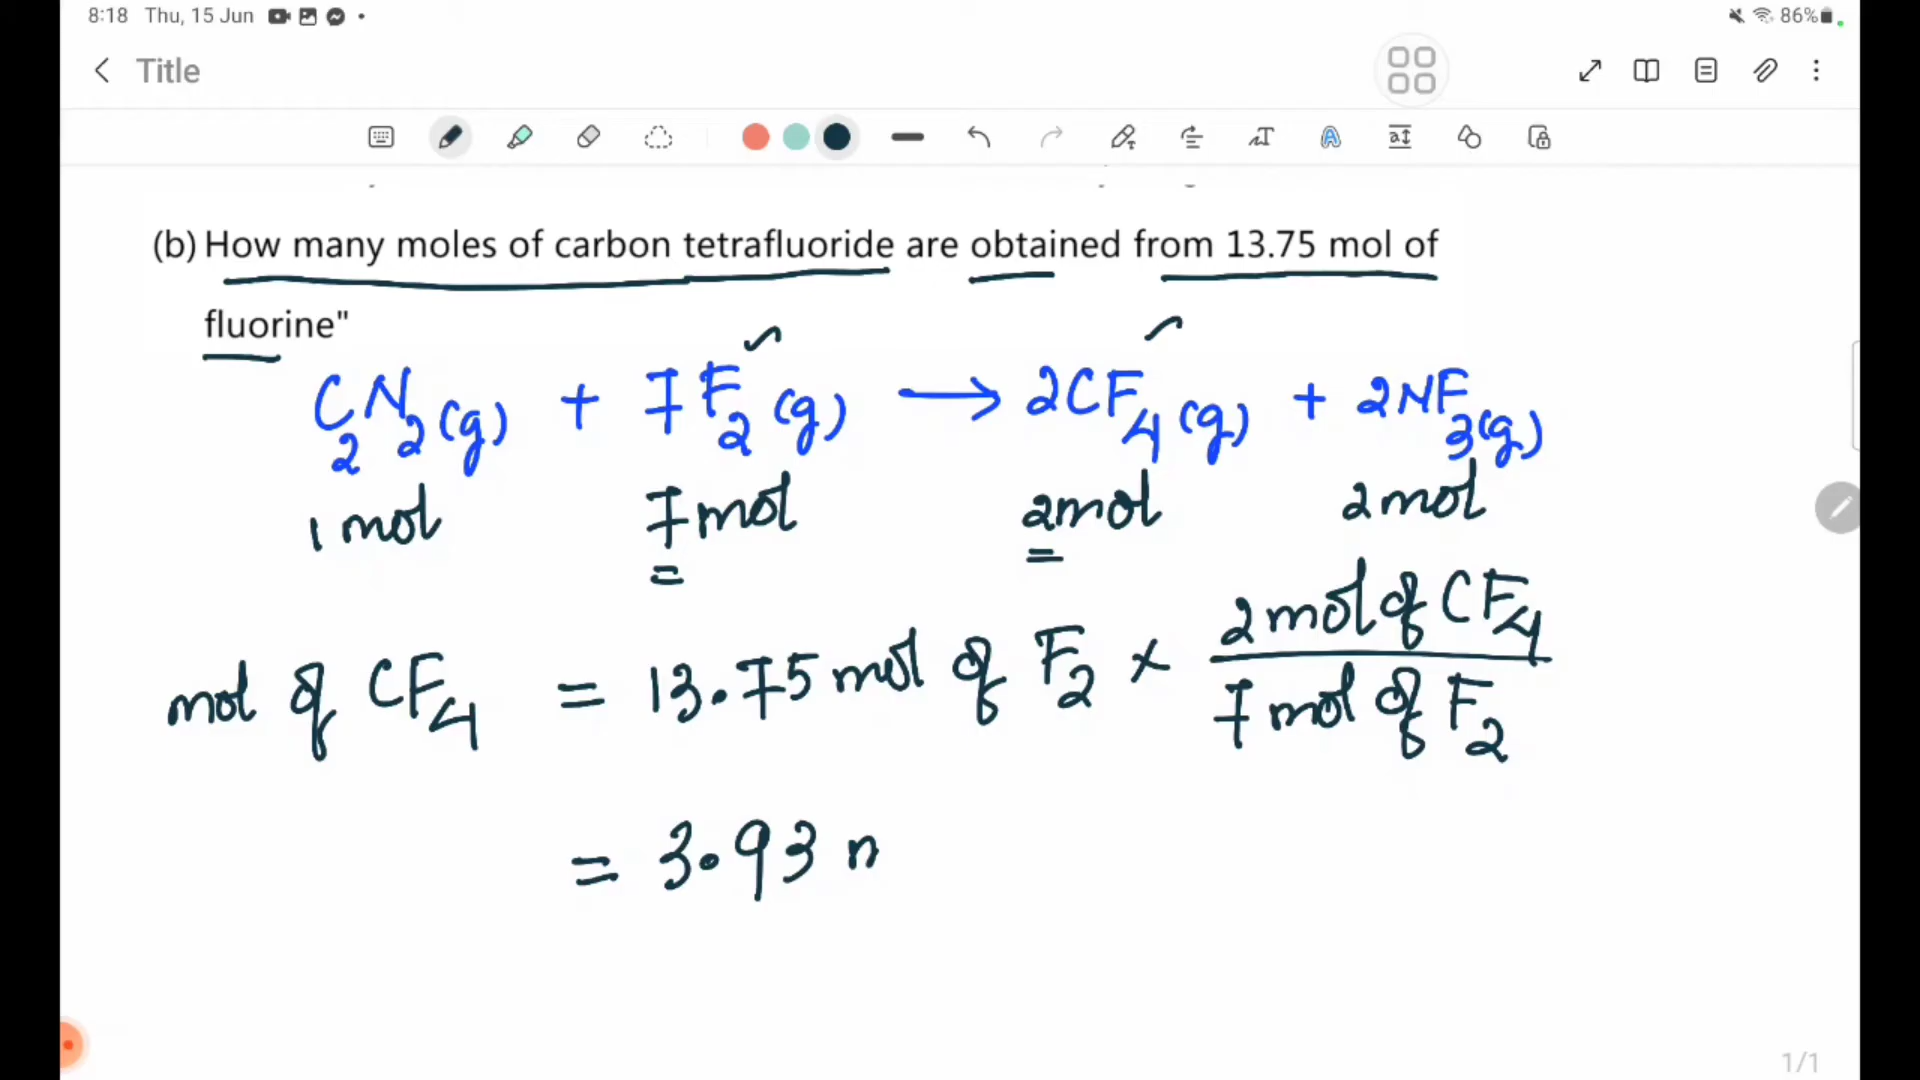 8:18 Thu, 15 Jun 86%
Title
(b) How many moles of carbon tetrafluoride are obtained from 13.75 mol of
fluorine"
C2N2(g) + 7F2(g) → 2CF4(g) + 2NF3(g)
1 mol 7 mol 2 mol 2 mol
mol of CF4 = 13.75 mol of F2 × 2 mol of CF4
7 mol of F2
= 3.93 n
1/1